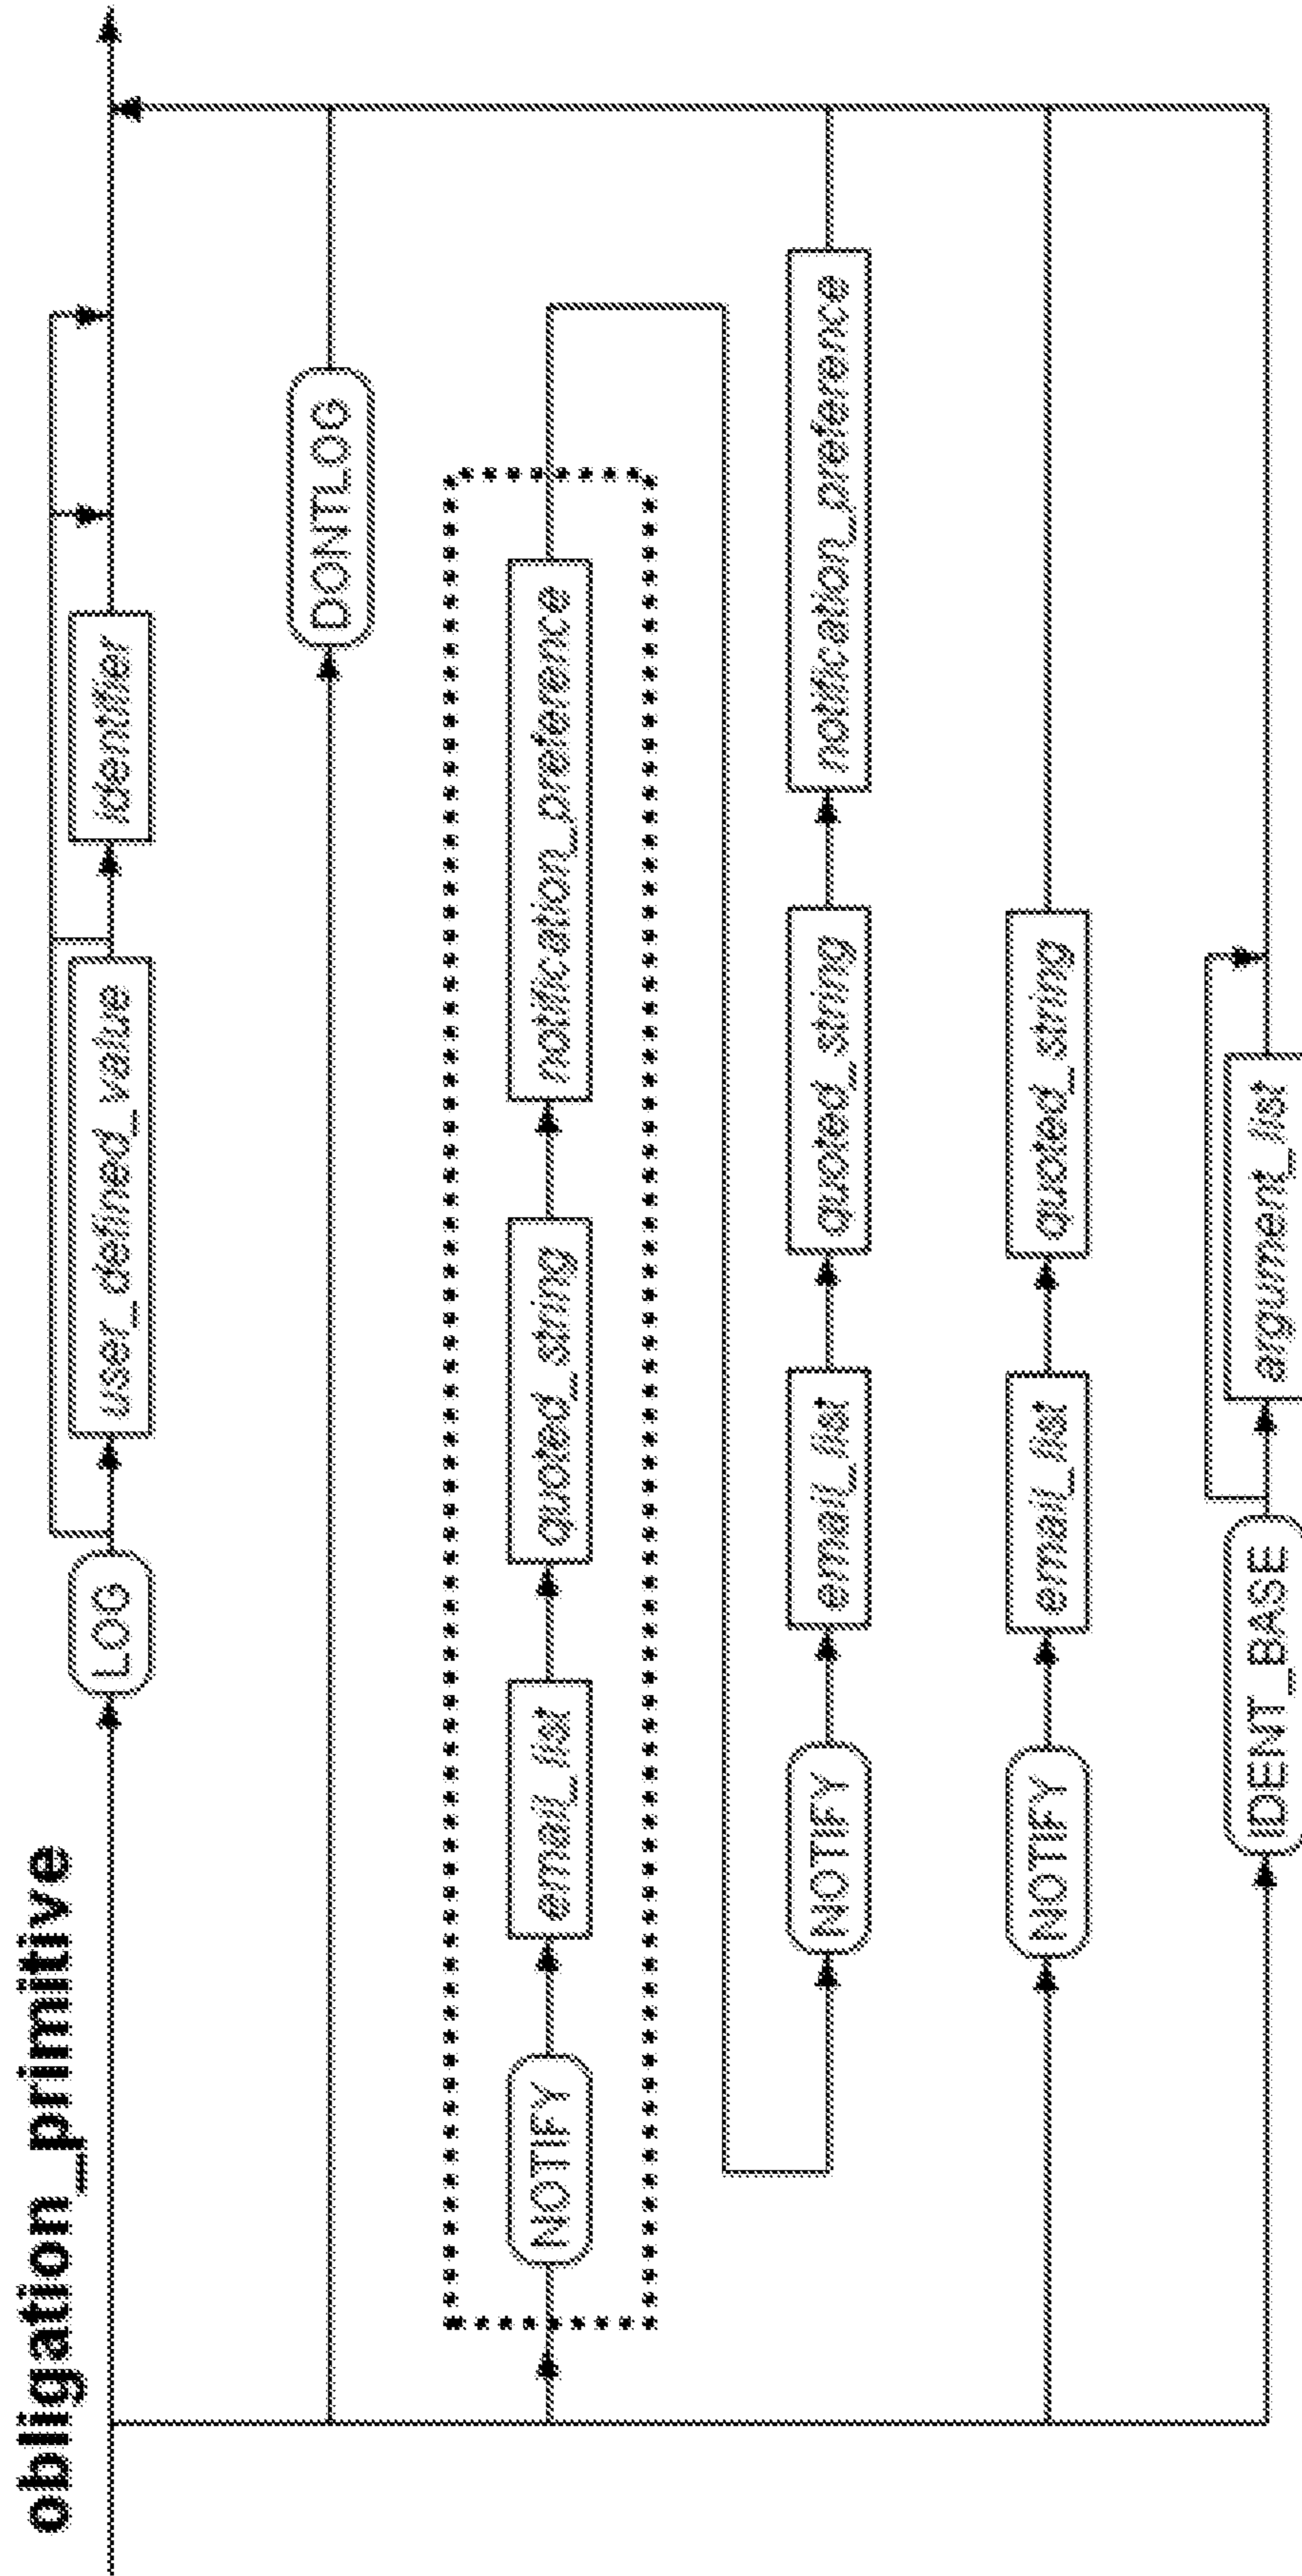 obligation_primitive
LOG user_defined_value identifier
DONTLOG
NOTIFY email_list quoted_string notification_preference
NOTIFY email_list quoted_string notification_preference
NOTIFY email_list quoted_string
IDENT_BASE argument_list